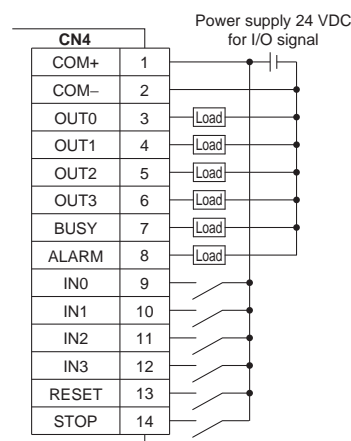 Power supply 24 VDC
for I/O signal
CN4
COM+ 1
COM– 2
OUT0 3 Load
OUT1 4 Load
OUT2 5 Load
OUT3 6 Load
BUSY 7 Load
ALARM 8 Load
IN0 9
IN1 10
IN2 11
IN3 12
RESET 13
STOP 14